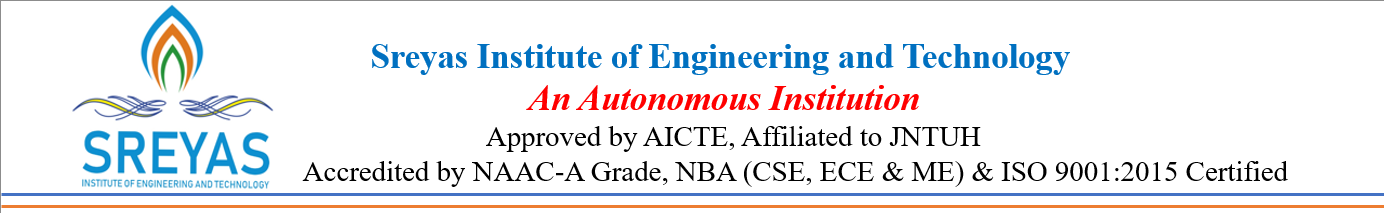 Sreyas Institute of Engineering and Technology
An Autonomous Institution
Approved by AICTE, Affiliated to JNTUH
Accredited by NAAC-A Grade, NBA (CSE, ECE & ME) & ISO 9001:2015 Certified
SREYAS
INSTITUTE OF ENGINEERING AND TECHNOLOGY